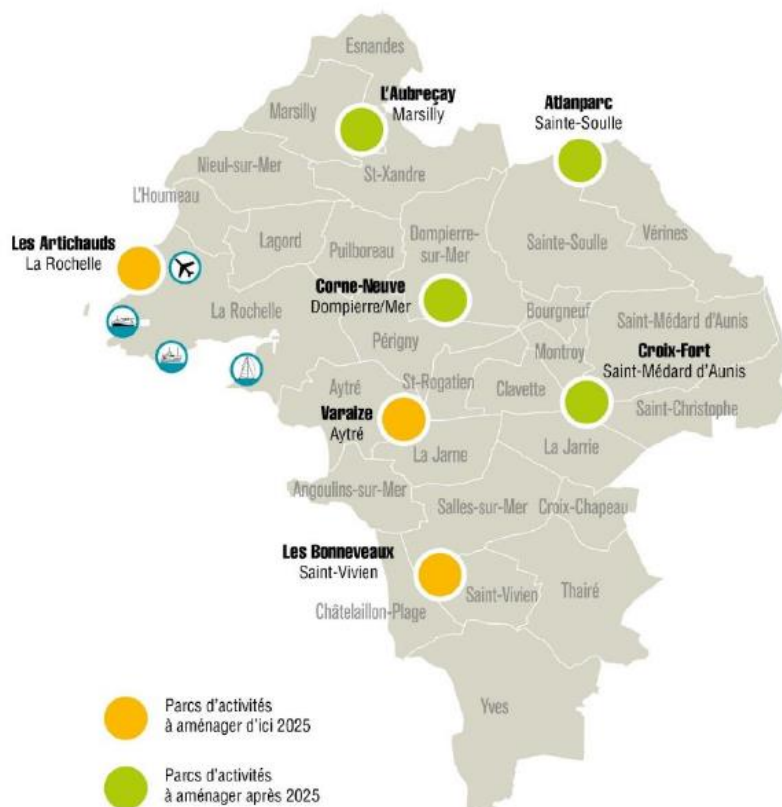 Esnandes
L'Aubreçay
Marsilly
Marsilly
Atlanparc
Sainte-Soulle
Nieul-sur-Mer
St-Xandre
L'Houmeau
Les Artichauds
La Rochelle
Lagord
Puilboreau
Dompierre-
sur-Mer
Sainte-Soulle
Vérines
Corne-Neuve
Dompierre/Mer
La Rochelle
Bourgneuf
Saint-Médard d'Aunis
Périgny
Montroy
Croix-Fort
Saint-Médard d'Aunis
Aytré
St-Rogatien
Clavette
Saint-Christophe
Varaize
Aytré
La Jarne
La Jarrie
Angoulins-sur-Mer
Salles-sur-Mer
Croix-Chapeau
Les Bonneveaux
Saint-Vivien
Saint-Vivien
Thairé
Châtelaillon-Plage
Yves
Parcs d'activités
à aménager d'ici 2025
Parcs d'activités
à aménager après 2025